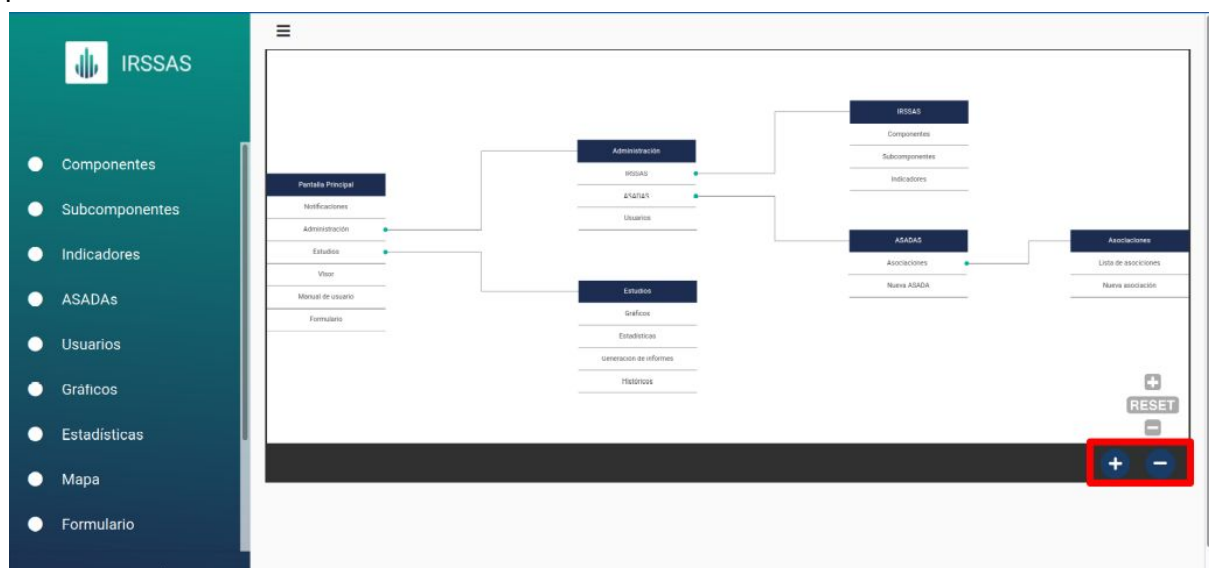 IRSSAS
Componentes
Subcomponentes
Indicadores
ASADAs
Usuarios
Gráficos
Estadísticas
Mapa
Formulario
Pantalla Principal
Notificaciones
Administración
Estudios
Visor
Manual de usuario
Formulario
Administración
IRSSAS
ASADAS
Usuarios
Estudios
Gráficos
Estadísticas
Generación de informes
Históricos
IRSSAS
Componentes
Subcomponentes
Indicadores
ASADAS
Asociaciones
Nueva ASADA
Asociaciones
Lista de asociciones
Nueva asociación
RESET